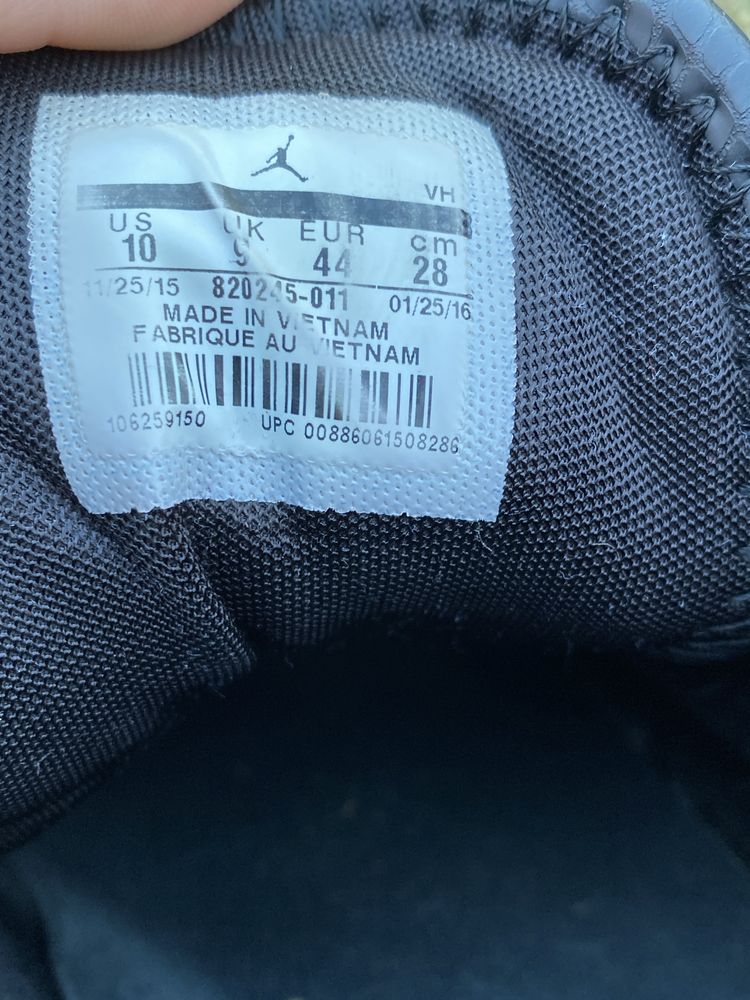 VH
US UK EUR cm
10 9 44 28
11/25/15 820245-011 01/25/16
MADE IN VIETNAM
FABRIQUE AU VIETNAM
106259150 UPC 00886061508286